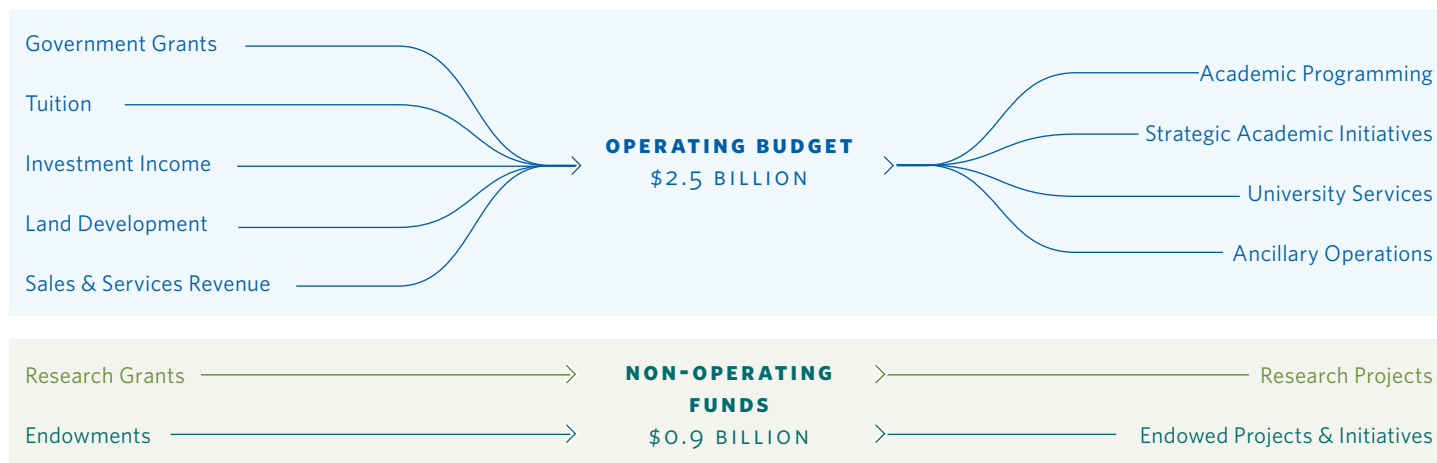 Government Grants
Tuition
Investment Income
Land Development
Sales & Services Revenue
OPERATING BUDGET
$2.5 BILLION
Academic Programming
Strategic Academic Initiatives
University Services
Ancillary Operations
Research Grants
Endowments
NON-OPERATING
FUNDS
$0.9 BILLION
Research Projects
Endowed Projects & Initiatives